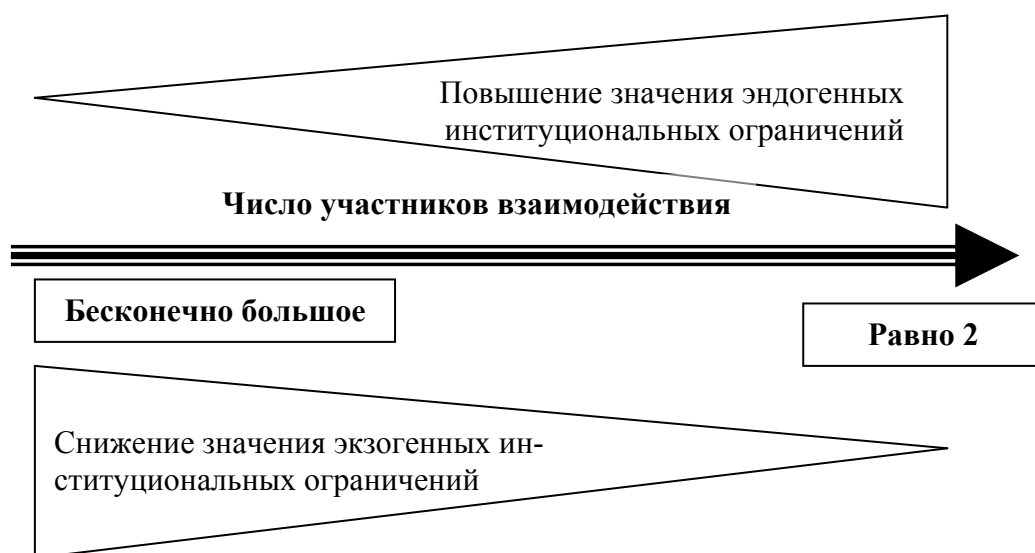 Повышение значения эндогенных
институциональных ограничений
Число участников взаимодействия
Бесконечно большое
Равно 2
Снижение значения экзогенных ин-
ституциональных ограничений